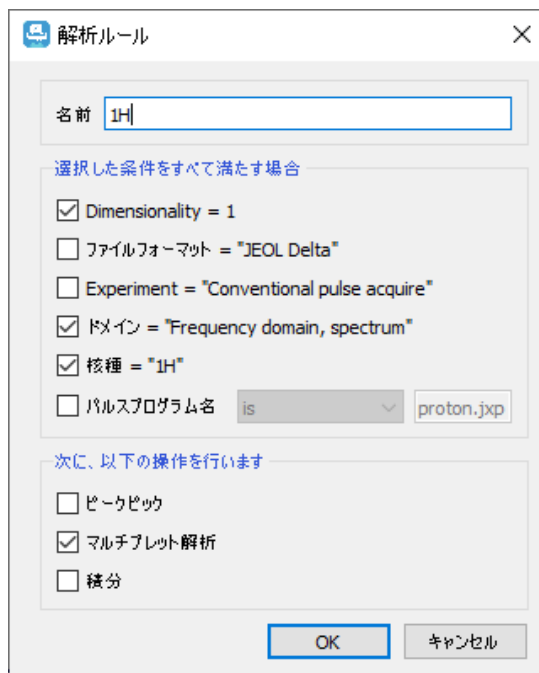 解析ルール
名前 1H
選択した条件をすべて満たす場合
Dimensionality = 1
ファイルフォーマット = "JEOL Delta"
Experiment = "Conventional pulse acquire"
ドメイン = "Frequency domain, spectrum"
核種 = "1H"
パルスプログラム名 is proton.jxp
次に、以下の操作を行います
ピークピック
マルチプレット解析
積分
OK キャンセル